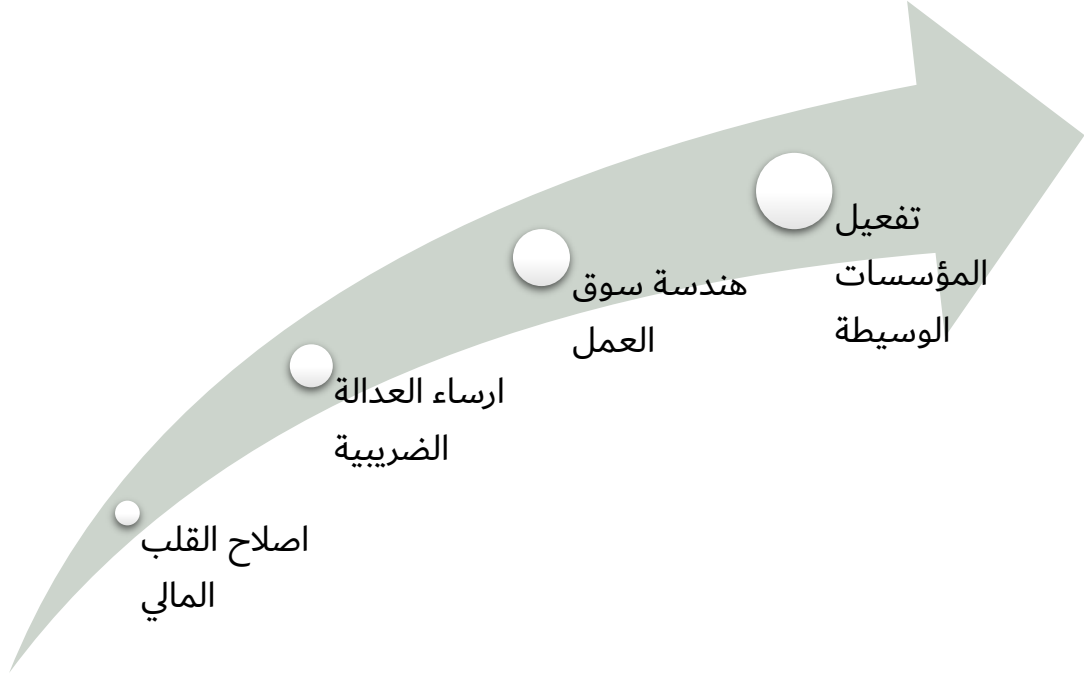 اصلاح القلب
المالي
ارساء العدالة
الضريبية
هندسة سوق
العمل
تفعيل
المؤسسات
الوسيطة